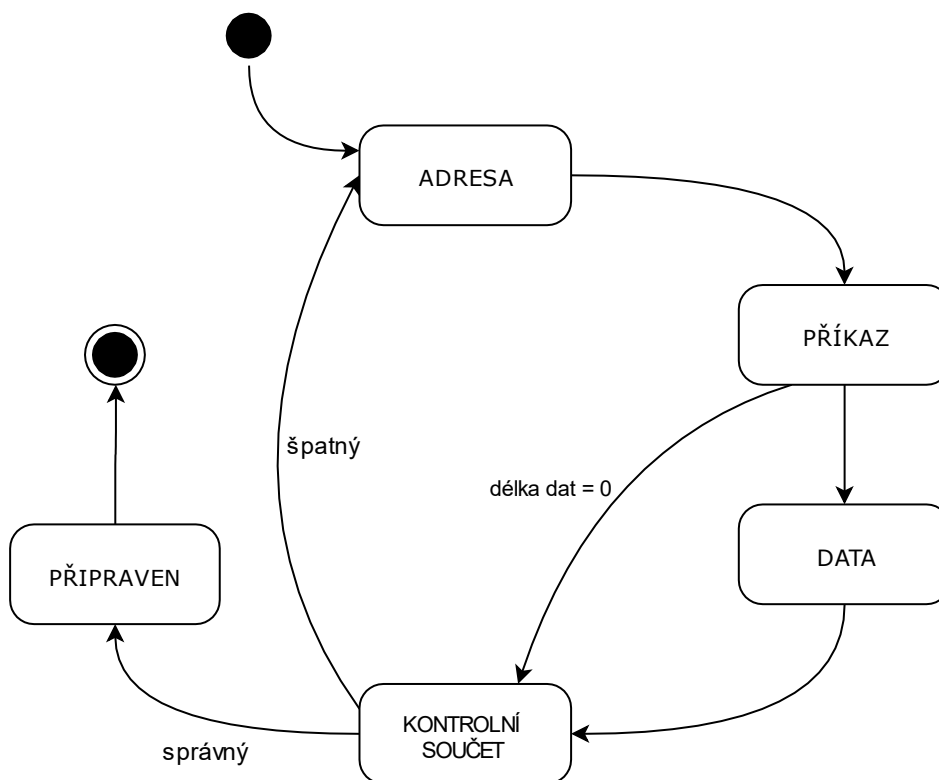 ADRESA
PŘÍKAZ
špatný
délka dat = 0
DATA
PŘIPRAVEN
KONTROLNÍ
SOUČET
správný